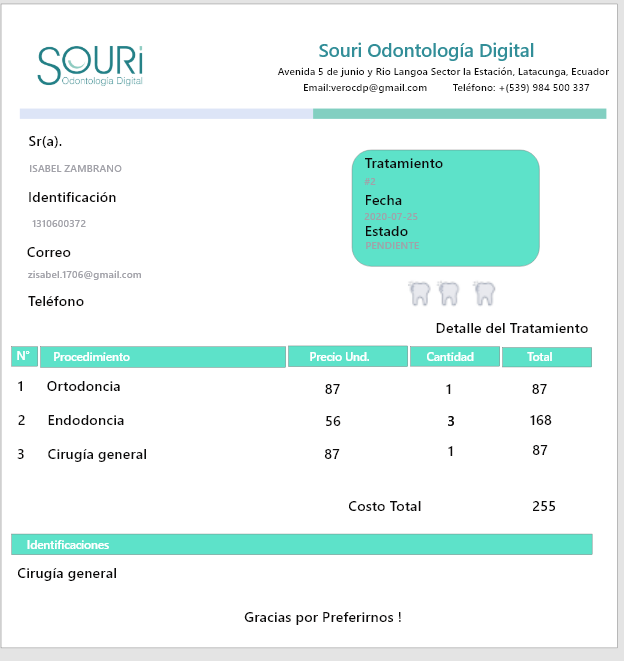 SOURi
Odontología Digital
Souri Odontología Digital
Avenida 5 de junio y Rio Langoa Sector la Estación, Latacunga, Ecuador
Email:verocdp@gmail.com Teléfono: +(539) 984 500 337
Sr(a).
ISABEL ZAMBRANO
Identificación
1310600372
Correo
zisabel.1706@gmail.com
Teléfono
Tratamiento
#2
Fecha
2020-07-25
Estado
PENDIENTE
Detalle del Tratamiento
N° Procedimiento Precio Und. Cantidad Total
1 Ortodoncia 87 1 87
2 Endodoncia 56 3 168
3 Cirugía general 87 1 87
Costo Total 255
Identificaciones
Cirugía general
Gracias por Preferirnos !